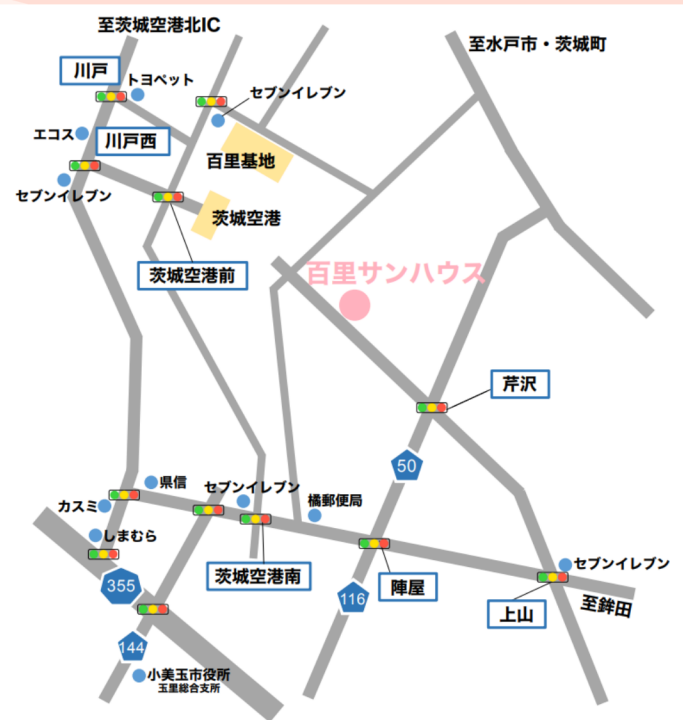 至茨城空港北IC
至水戸市・茨城町
川戸
トヨペット
セブンイレブン
エコス
川戸西
百里基地
セブンイレブン
茨城空港
茨城空港前
百里サンハウス
芹沢
50
県信
セブンイレブン
カスミ
橘郵便局
しまむら
茨城空港南
陣屋
セブンイレブン
355
116
上山
至鉾田
144
小美玉市役所
玉里総合支所